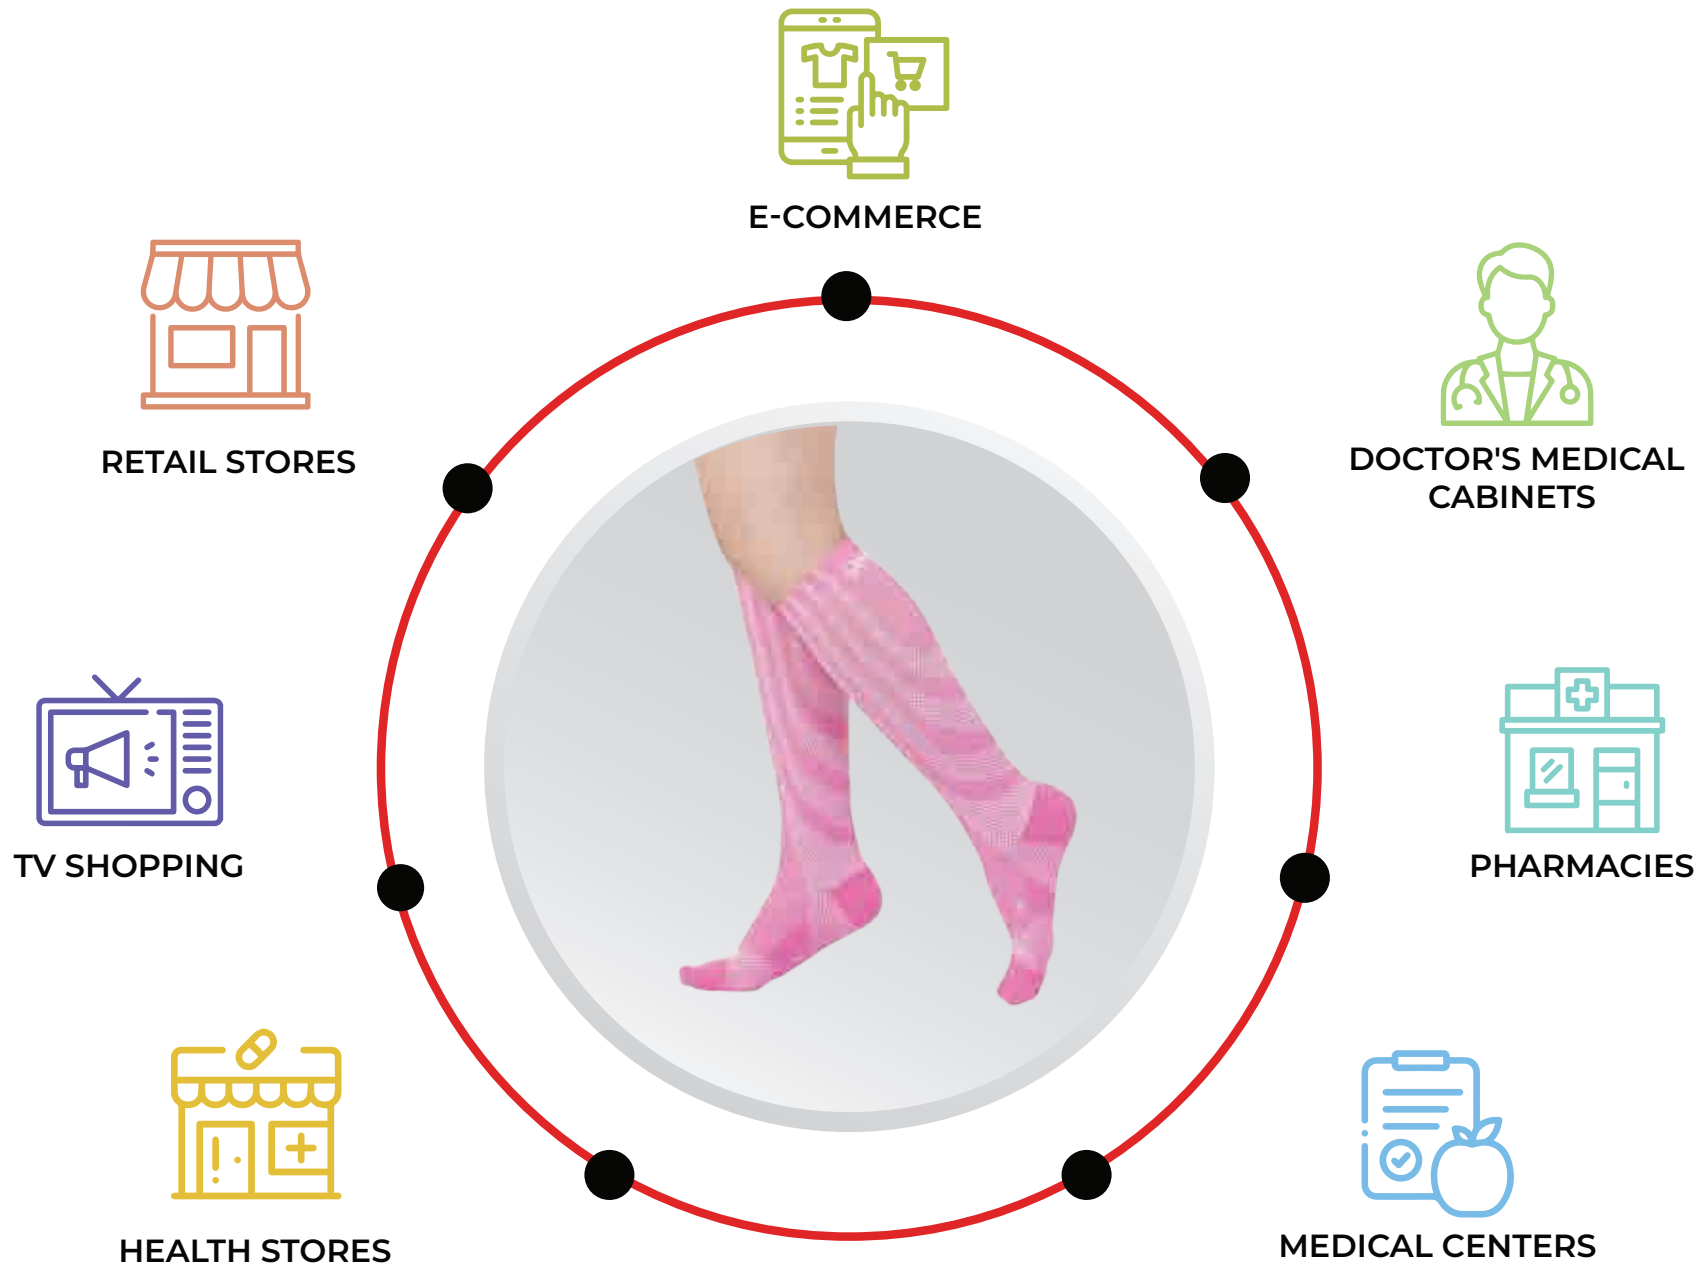 E-COMMERCE
RETAIL STORES
DOCTOR'S MEDICAL
CABINETS
TV SHOPPING
PHARMACIES
HEALTH STORES
MEDICAL CENTERS